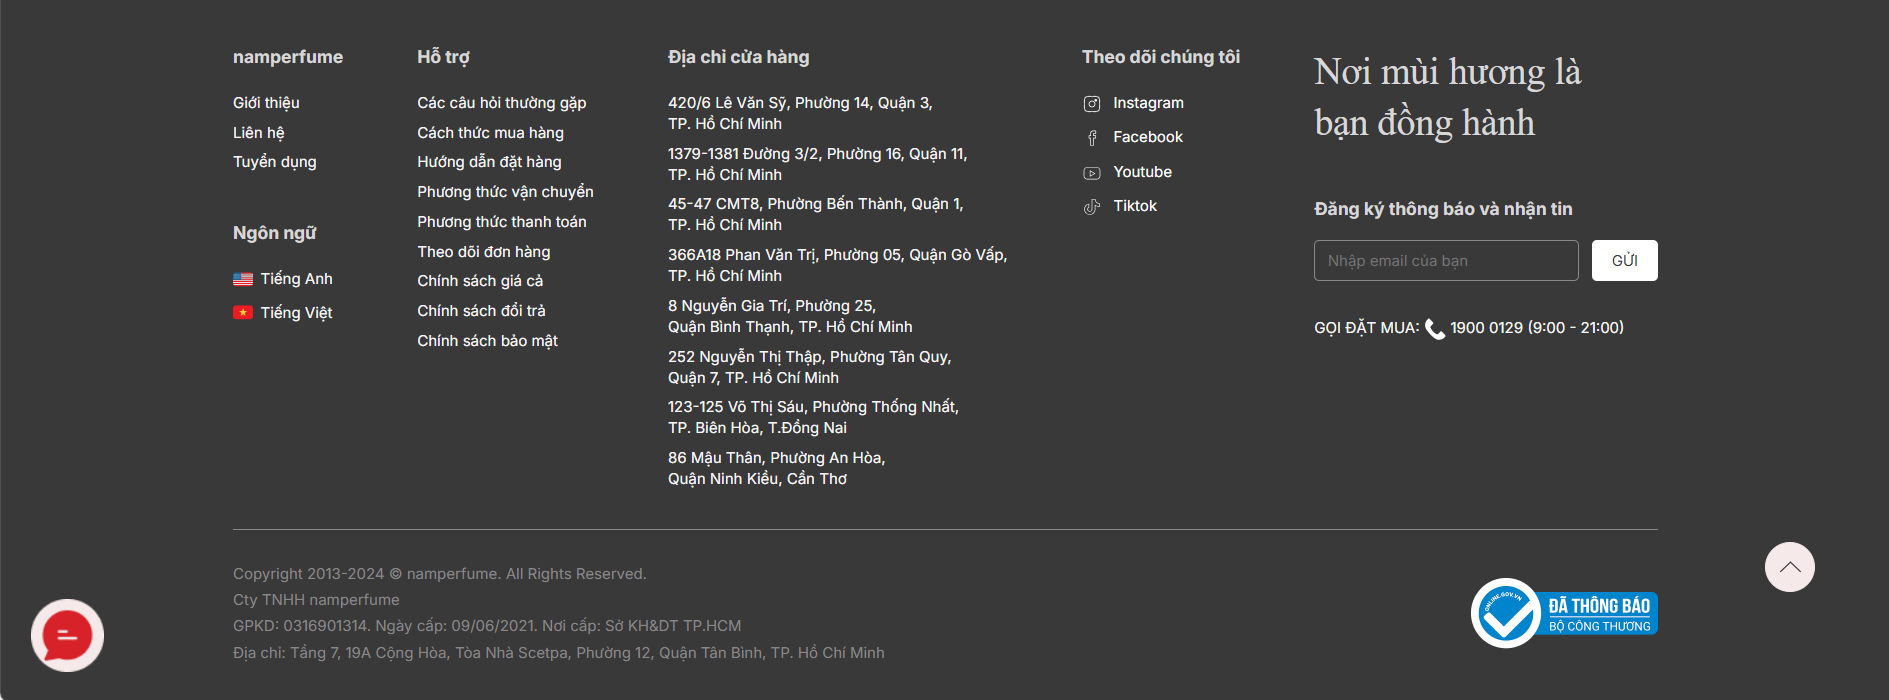 namperfume
Giới thiệu
Liên hệ
Tuyển dụng
Ngôn ngữ
Tiếng Anh
Tiếng Việt
Hỗ trợ
Các câu hỏi thường gặp
Cách thức mua hàng
Hướng dẫn đặt hàng
Phương thức vận chuyển
Phương thức thanh toán
Theo dõi đơn hàng
Chính sách giá cả
Chính sách đổi trả
Chính sách bảo mật
Địa chỉ cửa hàng
420/6 Lê Văn Sỹ, Phường 14, Quận 3,
TP. Hồ Chí Minh
1379-1381 Đường 3/2, Phường 16, Quận 11,
TP. Hồ Chí Minh
45-47 CMT8, Phường Bến Thành, Quận 1,
TP. Hồ Chí Minh
366A18 Phan Văn Trị, Phường 05, Quận Gò Vấp,
TP. Hồ Chí Minh
8 Nguyễn Gia Trí, Phường 25,
Quận Bình Thạnh, TP. Hồ Chí Minh
252 Nguyễn Thị Thập, Phường Tân Quy,
Quận 7, TP. Hồ Chí Minh
123-125 Võ Thị Sáu, Phường Thống Nhất,
TP. Biên Hòa, T.Đồng Nai
86 Mậu Thân, Phường An Hòa,
Quận Ninh Kiều, Cần Thơ
Theo dõi chúng tôi
Instagram
Facebook
Youtube
Tiktok
Nơi mùi hương là
bạn đồng hành
Đăng ký thông báo và nhận tin
Nhập email của bạn
GỬI
GỌI ĐẶT MUA: 1900 0129 (9:00 - 21:00)
Copyright 2013-2024 © namperfume. All Rights Reserved.
Cty TNHH namperfume
GPKD: 0316901314. Ngày cấp: 09/06/2021. Nơi cấp: Sở KH&DT TP.HCM
Địa chỉ: Tầng 7, 19A Cộng Hòa, Tòa Nhà Scetpa, Phường 12, Quận Tân Bình, TP. Hồ Chí Minh
ONLINE.GOV.VN
ĐÃ THÔNG BÁO
BỘ CÔNG THƯƠNG